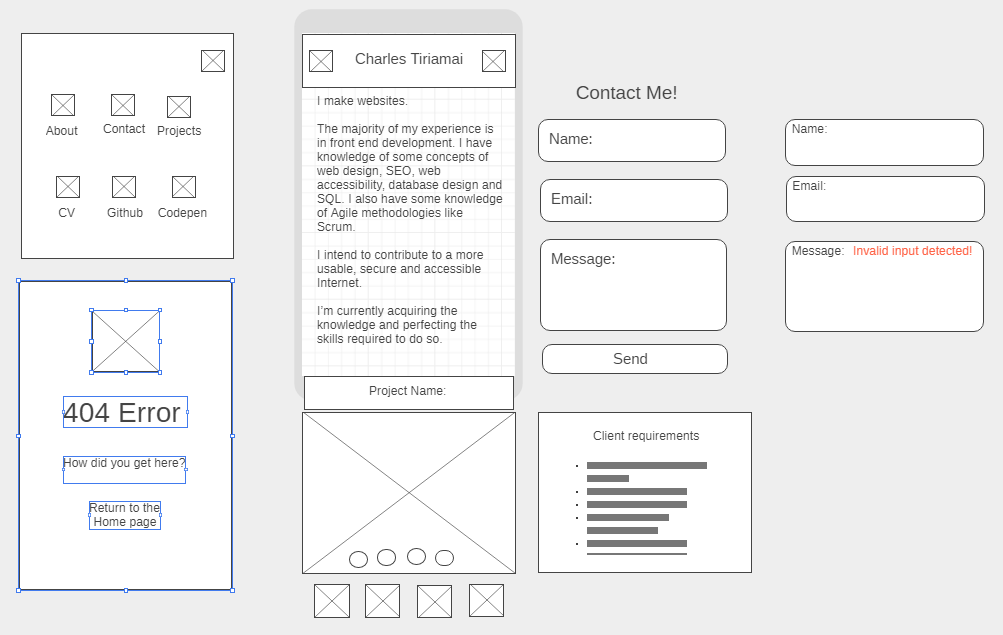 About
Contact
Projects
CV
Github
Codepen
404 Error
How did you get here?
Return to the
Home page
Charles Tiriamai
I make websites.
The majority of my experience is
in front end development. I have
knowledge of some concepts of
web design, SEO, web
accessibility, database design and
SQL. I also have some knowledge
of Agile methodologies like
Scrum.
I intend to contribute to a more
usable, secure and accessible
Internet.
I'm currently acquiring the
knowledge and perfecting the
skills required to do so.
Project Name:
Contact Me!
Name:
Email:
Message:
Send
Client requirements
Name:
Email:
Message: Invalid input detected!